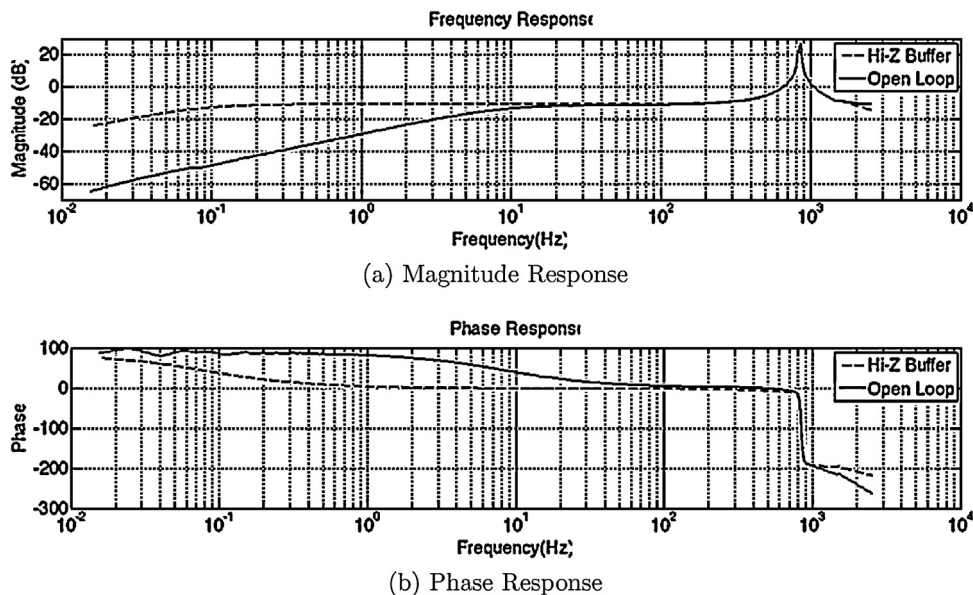 Frequency Response
Magnitude (dB)
20
0
-20
-40
-60
Hi-Z Buffer
Open Loop
10-2
10-1
100
101
102
103
104
Frequency(Hz)
(a) Magnitude Response
Phase Response
Phase
100
0
-100
-200
-300
Hi-Z Buffer
Open Loop
10-2
10-1
100
101
102
103
104
Frequency(Hz)
(b) Phase Response